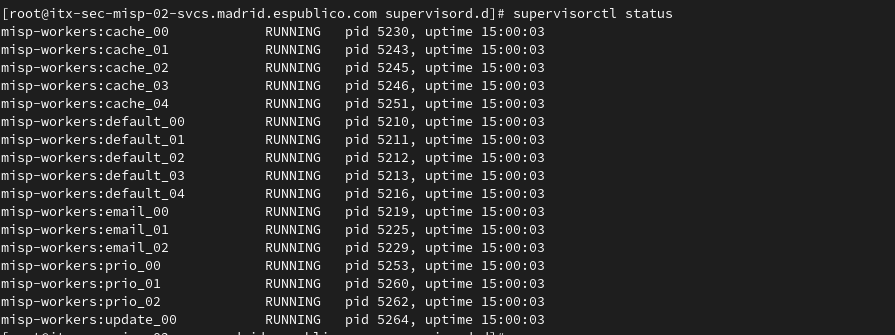 [root@itx-sec-misp-02-svcs.madrid.espublico.com supervisord.d]# supervisorctl status
misp-workers:cache_00            RUNNING   pid 5230, uptime 15:00:03
misp-workers:cache_01            RUNNING   pid 5243, uptime 15:00:03
misp-workers:cache_02            RUNNING   pid 5245, uptime 15:00:03
misp-workers:cache_03            RUNNING   pid 5246, uptime 15:00:03
misp-workers:cache_04            RUNNING   pid 5251, uptime 15:00:03
misp-workers:default_00          RUNNING   pid 5210, uptime 15:00:03
misp-workers:default_01          RUNNING   pid 5211, uptime 15:00:03
misp-workers:default_02          RUNNING   pid 5212, uptime 15:00:03
misp-workers:default_03          RUNNING   pid 5213, uptime 15:00:03
misp-workers:default_04          RUNNING   pid 5216, uptime 15:00:03
misp-workers:email_00            RUNNING   pid 5219, uptime 15:00:03
misp-workers:email_01            RUNNING   pid 5225, uptime 15:00:03
misp-workers:email_02            RUNNING   pid 5229, uptime 15:00:03
misp-workers:prio_00             RUNNING   pid 5253, uptime 15:00:03
misp-workers:prio_01             RUNNING   pid 5260, uptime 15:00:03
misp-workers:prio_02             RUNNING   pid 5262, uptime 15:00:03
misp-workers:update_00           RUNNING   pid 5264, uptime 15:00:03